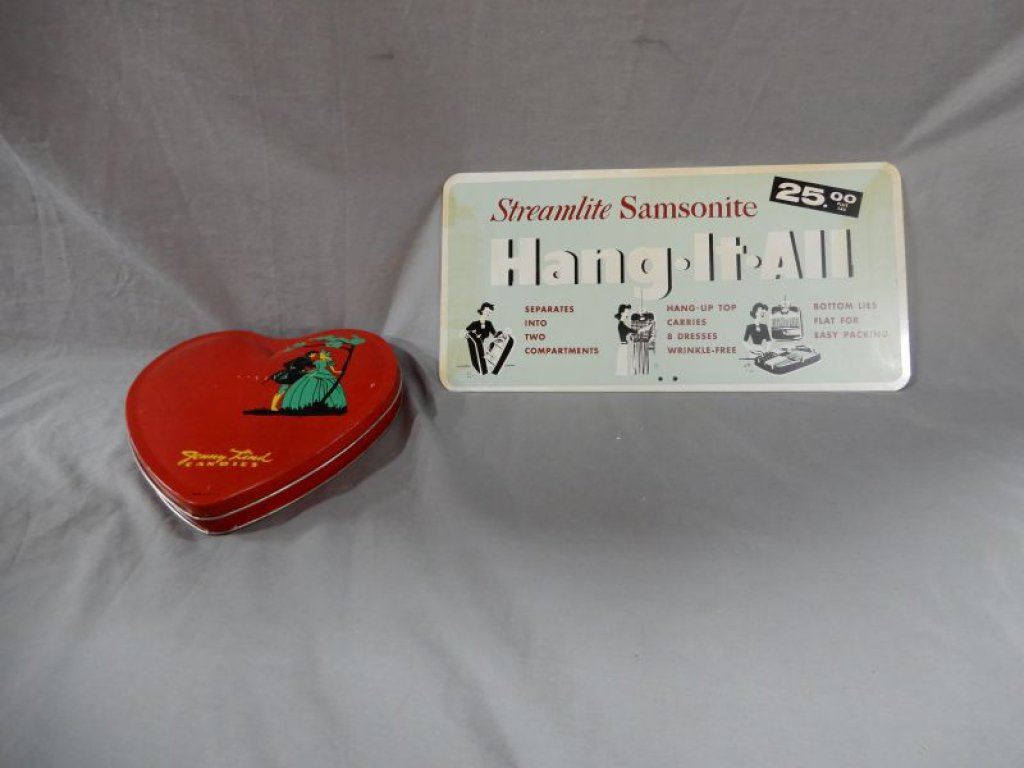 Streamlite Samsonite
25.00
Hang-It-All
SEPARATES
INTO
TWO
COMPARTMENTS
HANG-UP TOP
CARRIES
8 DRESSES
WRINKLE-FREE
BOTTOM LIES
FLAT FOR
EASY PACKING
Jenny Lind
CANDIES